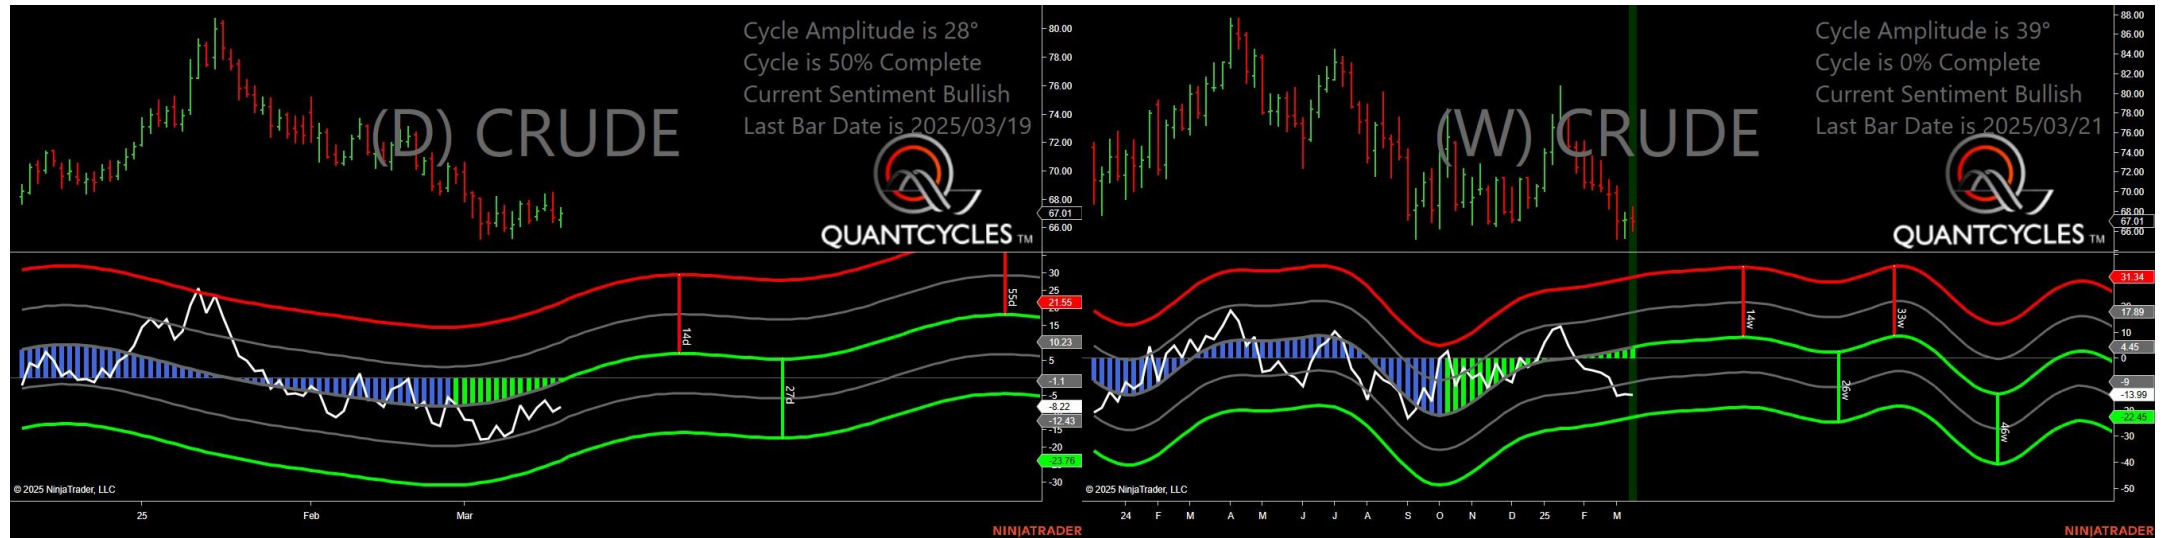 Cycle Amplitude is 28°
Cycle is 50% Complete
Current Sentiment Bullish
Last Bar Date is 2025/03/19
(D) CRUDE
QUANTCYCLES TM
80.00
78.00
76.00
74.00
72.00
70.00
68.00
67.01
66.00
30
25
21.55
15
10.23
5
-1.1
-5
-8.22
-12.43
-15
-20
-23.76
-30
14d
27d
55d
© 2025 NinjaTrader, LLC
25 Feb Mar
NINJATRADER
Cycle Amplitude is 39°
Cycle is 0% Complete
Current Sentiment Bullish
Last Bar Date is 2025/03/21
(W) CRUDE
QUANTCYCLES TM
88.00
86.00
84.00
82.00
80.00
78.00
76.00
74.00
72.00
70.00
68.00
67.01
66.00
31.34
17.89
10
4.45
0
-9
-13.99
-22.45
-30
-40
-50
14w
26w
33w
46w
© 2025 NinjaTrader, LLC
24 F M A M J J A S O N D 25 F M
NINJATRADER